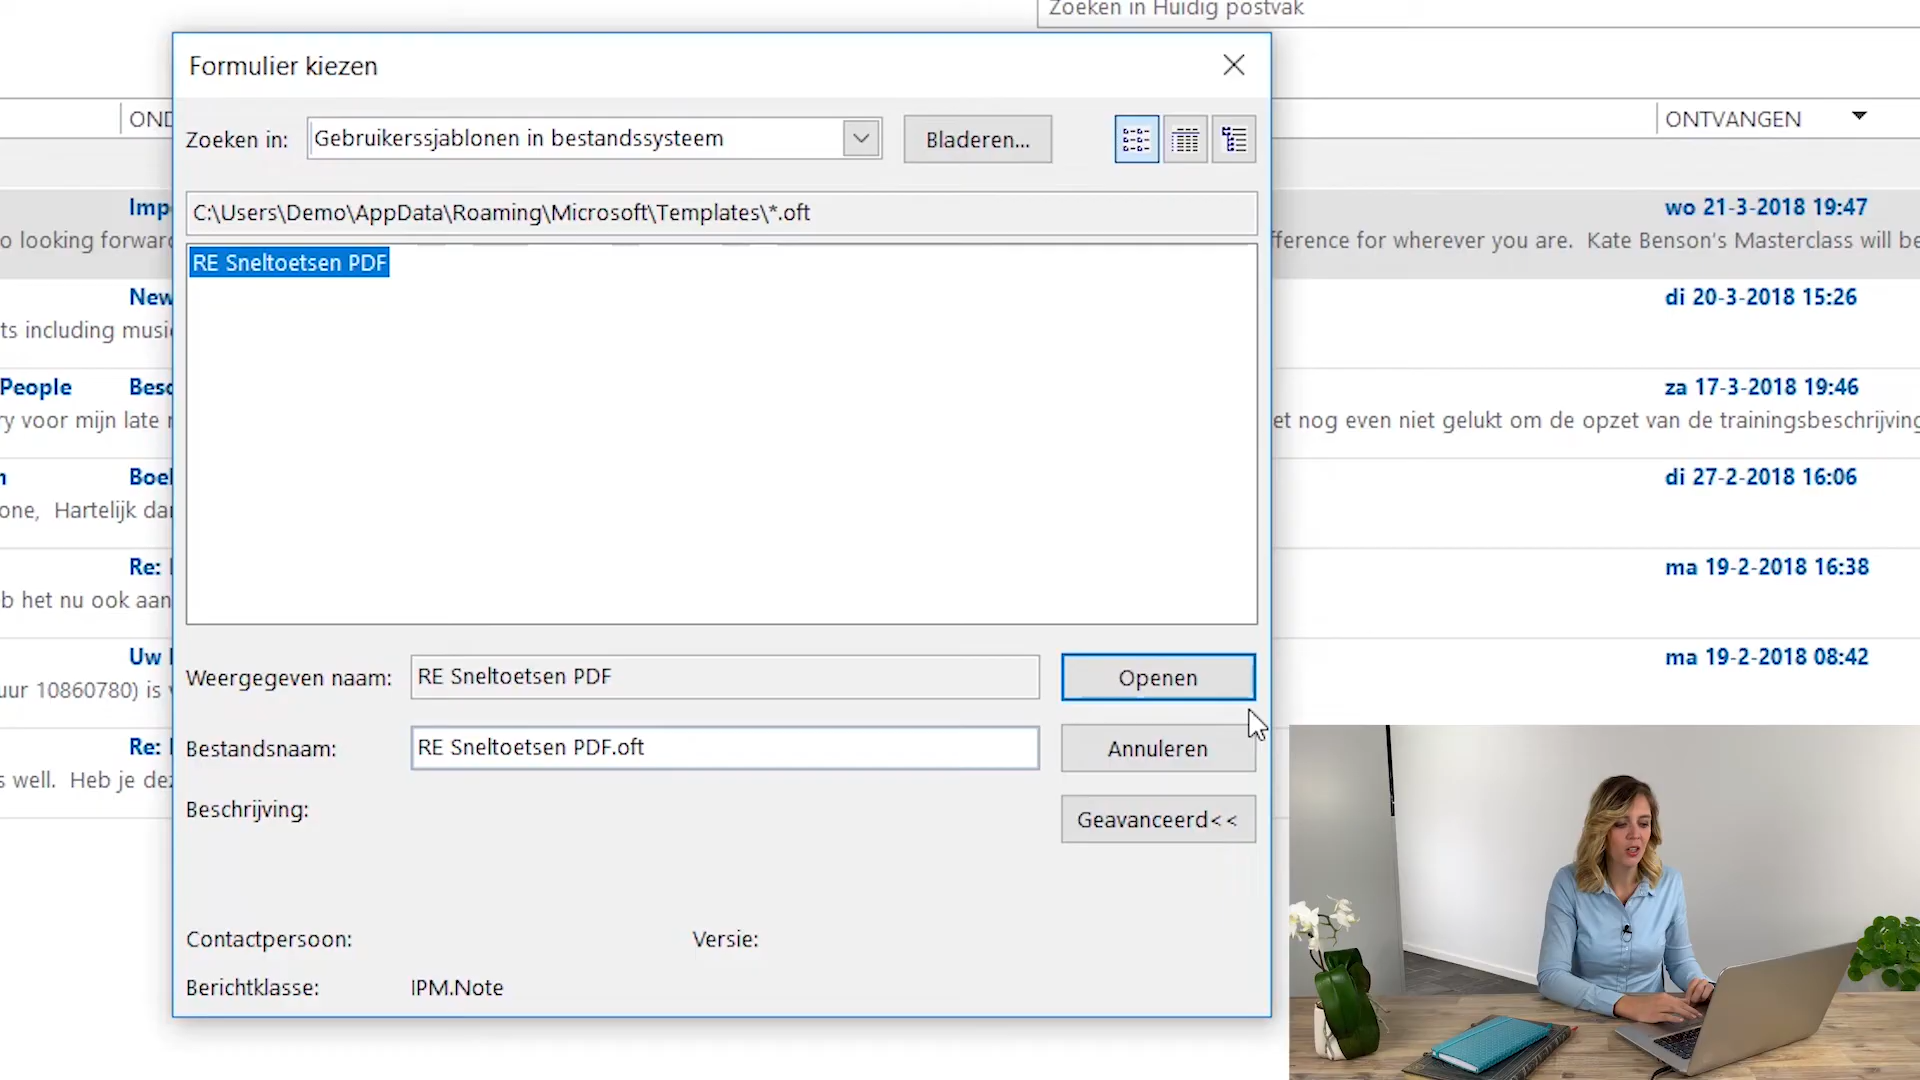 Zoeken in Huidig postvak
Formulier kiezen
OND
ONTVANGEN
Zoeken in:
Gebruikerssjablonen in bestandssysteem
Bladeren...
C:\Users\Demo\AppData\Roaming\Microsoft\Templates\*.oft
RE Sneltoetsen PDF
Imp
wo 21-3-2018 19:47
o looking forward
fference for wherever you are. Kate Benson's Masterclass will be
New
di 20-3-2018 15:26
ts including music
People
Besc
za 17-3-2018 19:46
ry voor mijn late r
et nog even niet gelukt om de opzet van de trainingsbeschrijving
n
Boek
di 27-2-2018 16:06
one, Hartelijk dan
Re:
ma 19-2-2018 16:38
b het nu ook aan
Uw
ma 19-2-2018 08:42
uur 10860780) is v
Re:
s well. Heb je dez
Weergegeven naam:
RE Sneltoetsen PDF
Openen
Bestandsnaam:
RE Sneltoetsen PDF.oft
Annuleren
Beschrijving:
Geavanceerd<<
Contactpersoon:
Versie:
Berichtklasse:
IPM.Note